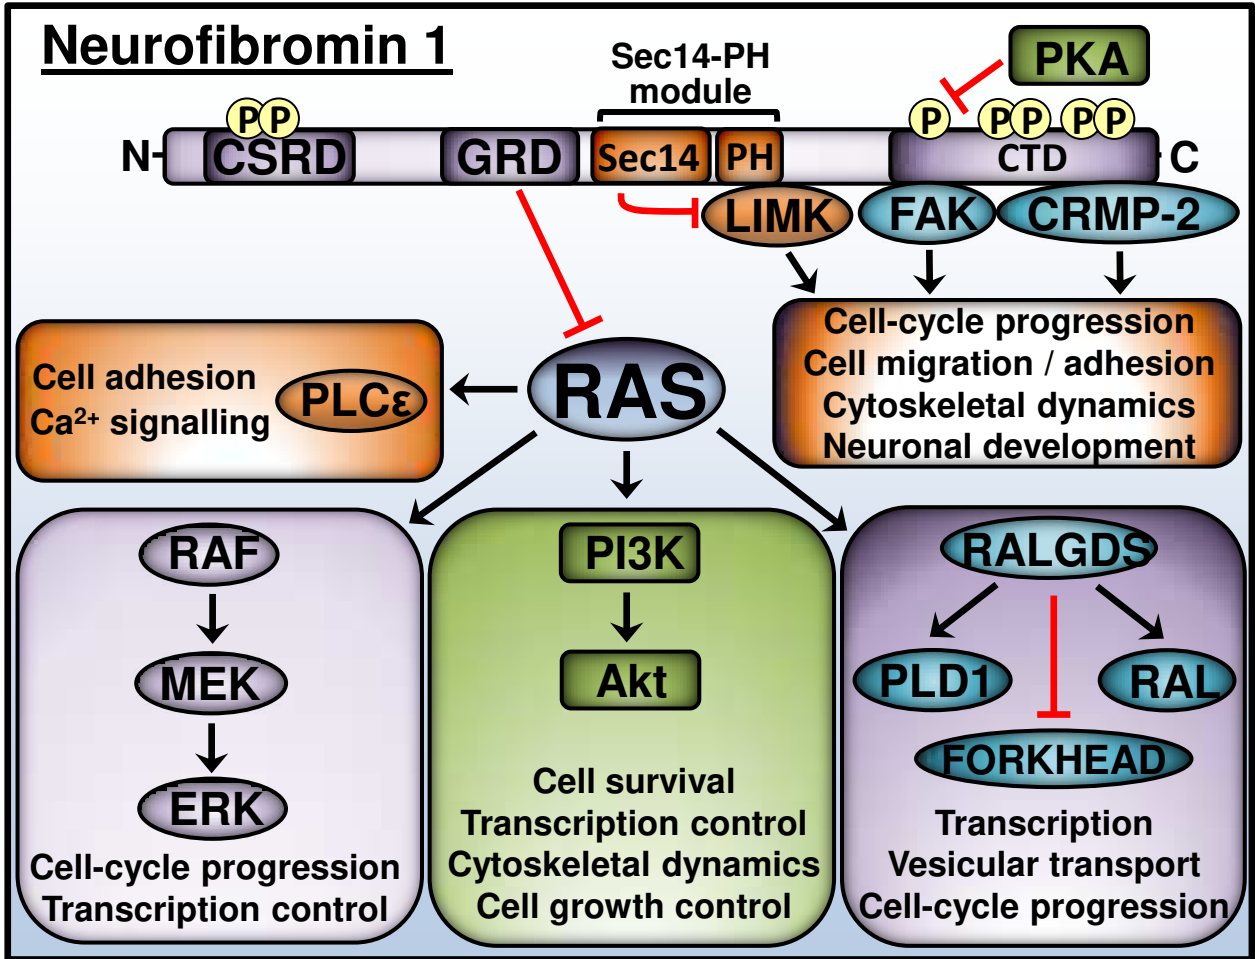 Neurofibromin 1
Sec14-PH
module
PKA
P P
P
P P
P P
N-
CSRD
GRD
Sec14
PH
CTD
- C
LIMK
FAK
CRMP-2
Cell-cycle progression
Cell migration / adhesion
Cytoskeletal dynamics
Neuronal development
Cell adhesion
Ca²⁺ signalling
PLCε
RAS
RAF
MEK
ERK
Cell-cycle progression
Transcription control
PI3K
Akt
Cell survival
Transcription control
Cytoskeletal dynamics
Cell growth control
RALGDS
PLD1
RAL
FORKHEAD
Transcription
Vesicular transport
Cell-cycle progression